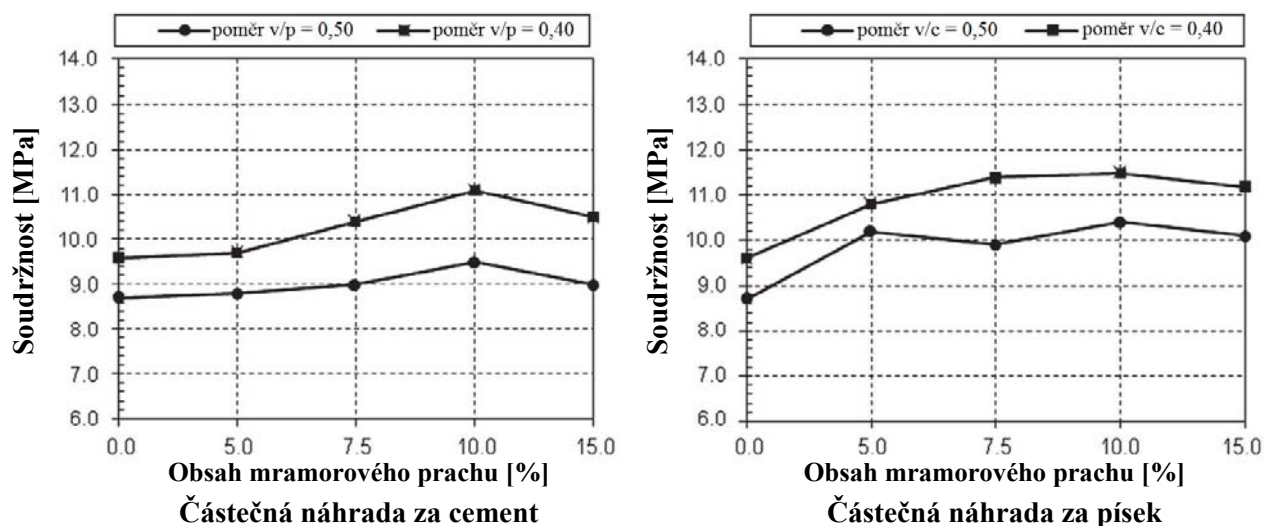 poměr v/p = 0,50 poměr v/p = 0,40
14.0
13.0
12.0
11.0
10.0
9.0
8.0
7.0
6.0
Soudržnost [MPa]
0.0 5.0 7.5 10.0 15.0
Obsah mramorového prachu [%]
Částečná náhrada za cement
poměr v/c = 0,50 poměr v/c = 0,40
14.0
13.0
12.0
11.0
10.0
9.0
8.0
7.0
6.0
Soudržnost [MPa]
0.0 5.0 7.5 10.0 15.0
Obsah mramorového prachu [%]
Částečná náhrada za písek